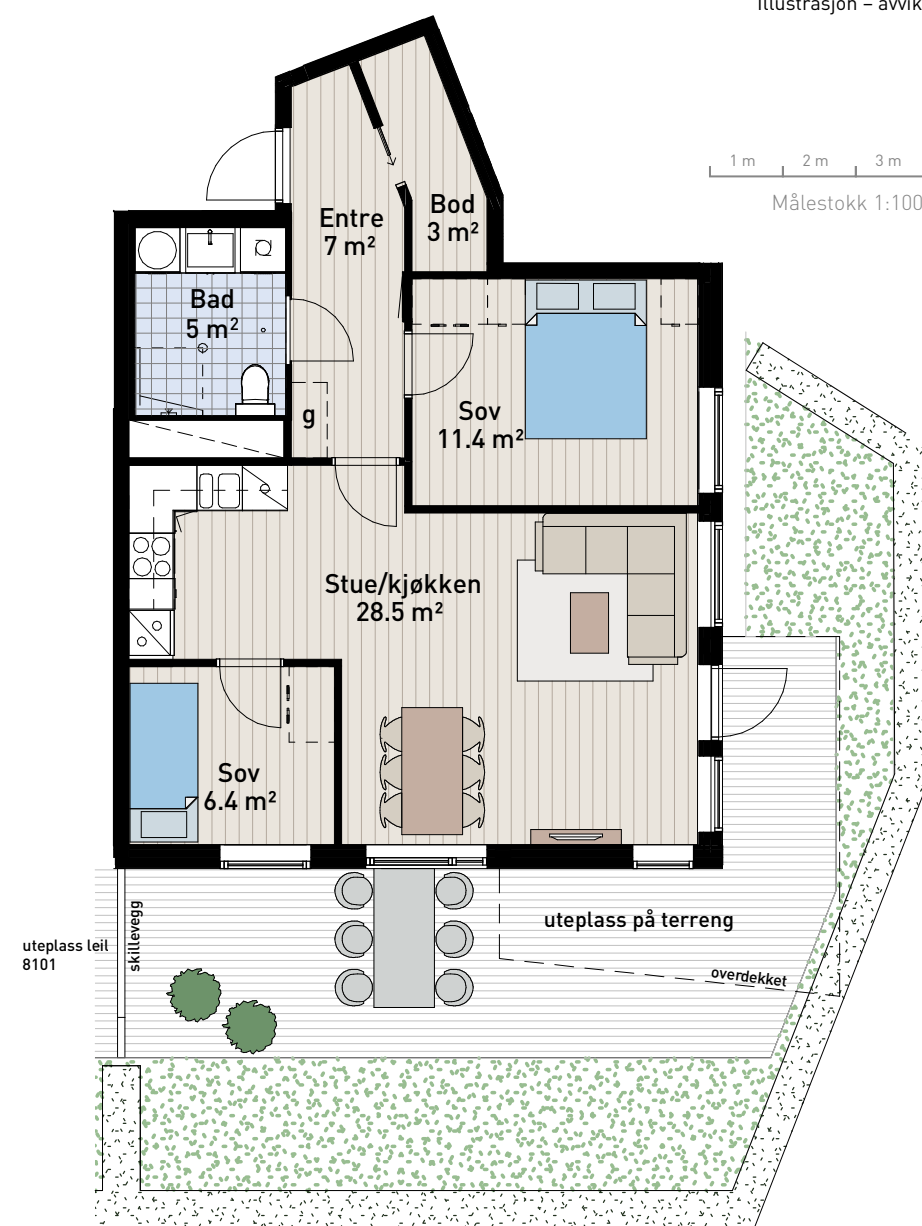 Illustrasjon – avvik
1 m 2 m 3 m
Målestokk 1:100
Entre
7 m²
Bod
3 m²
Bad
5 m²
g
Sov
11.4 m²
Stue/kjøkken
28.5 m²
Sov
6.4 m²
uteplass på terreng
overdekket
skillevegg
uteplass leil
8101